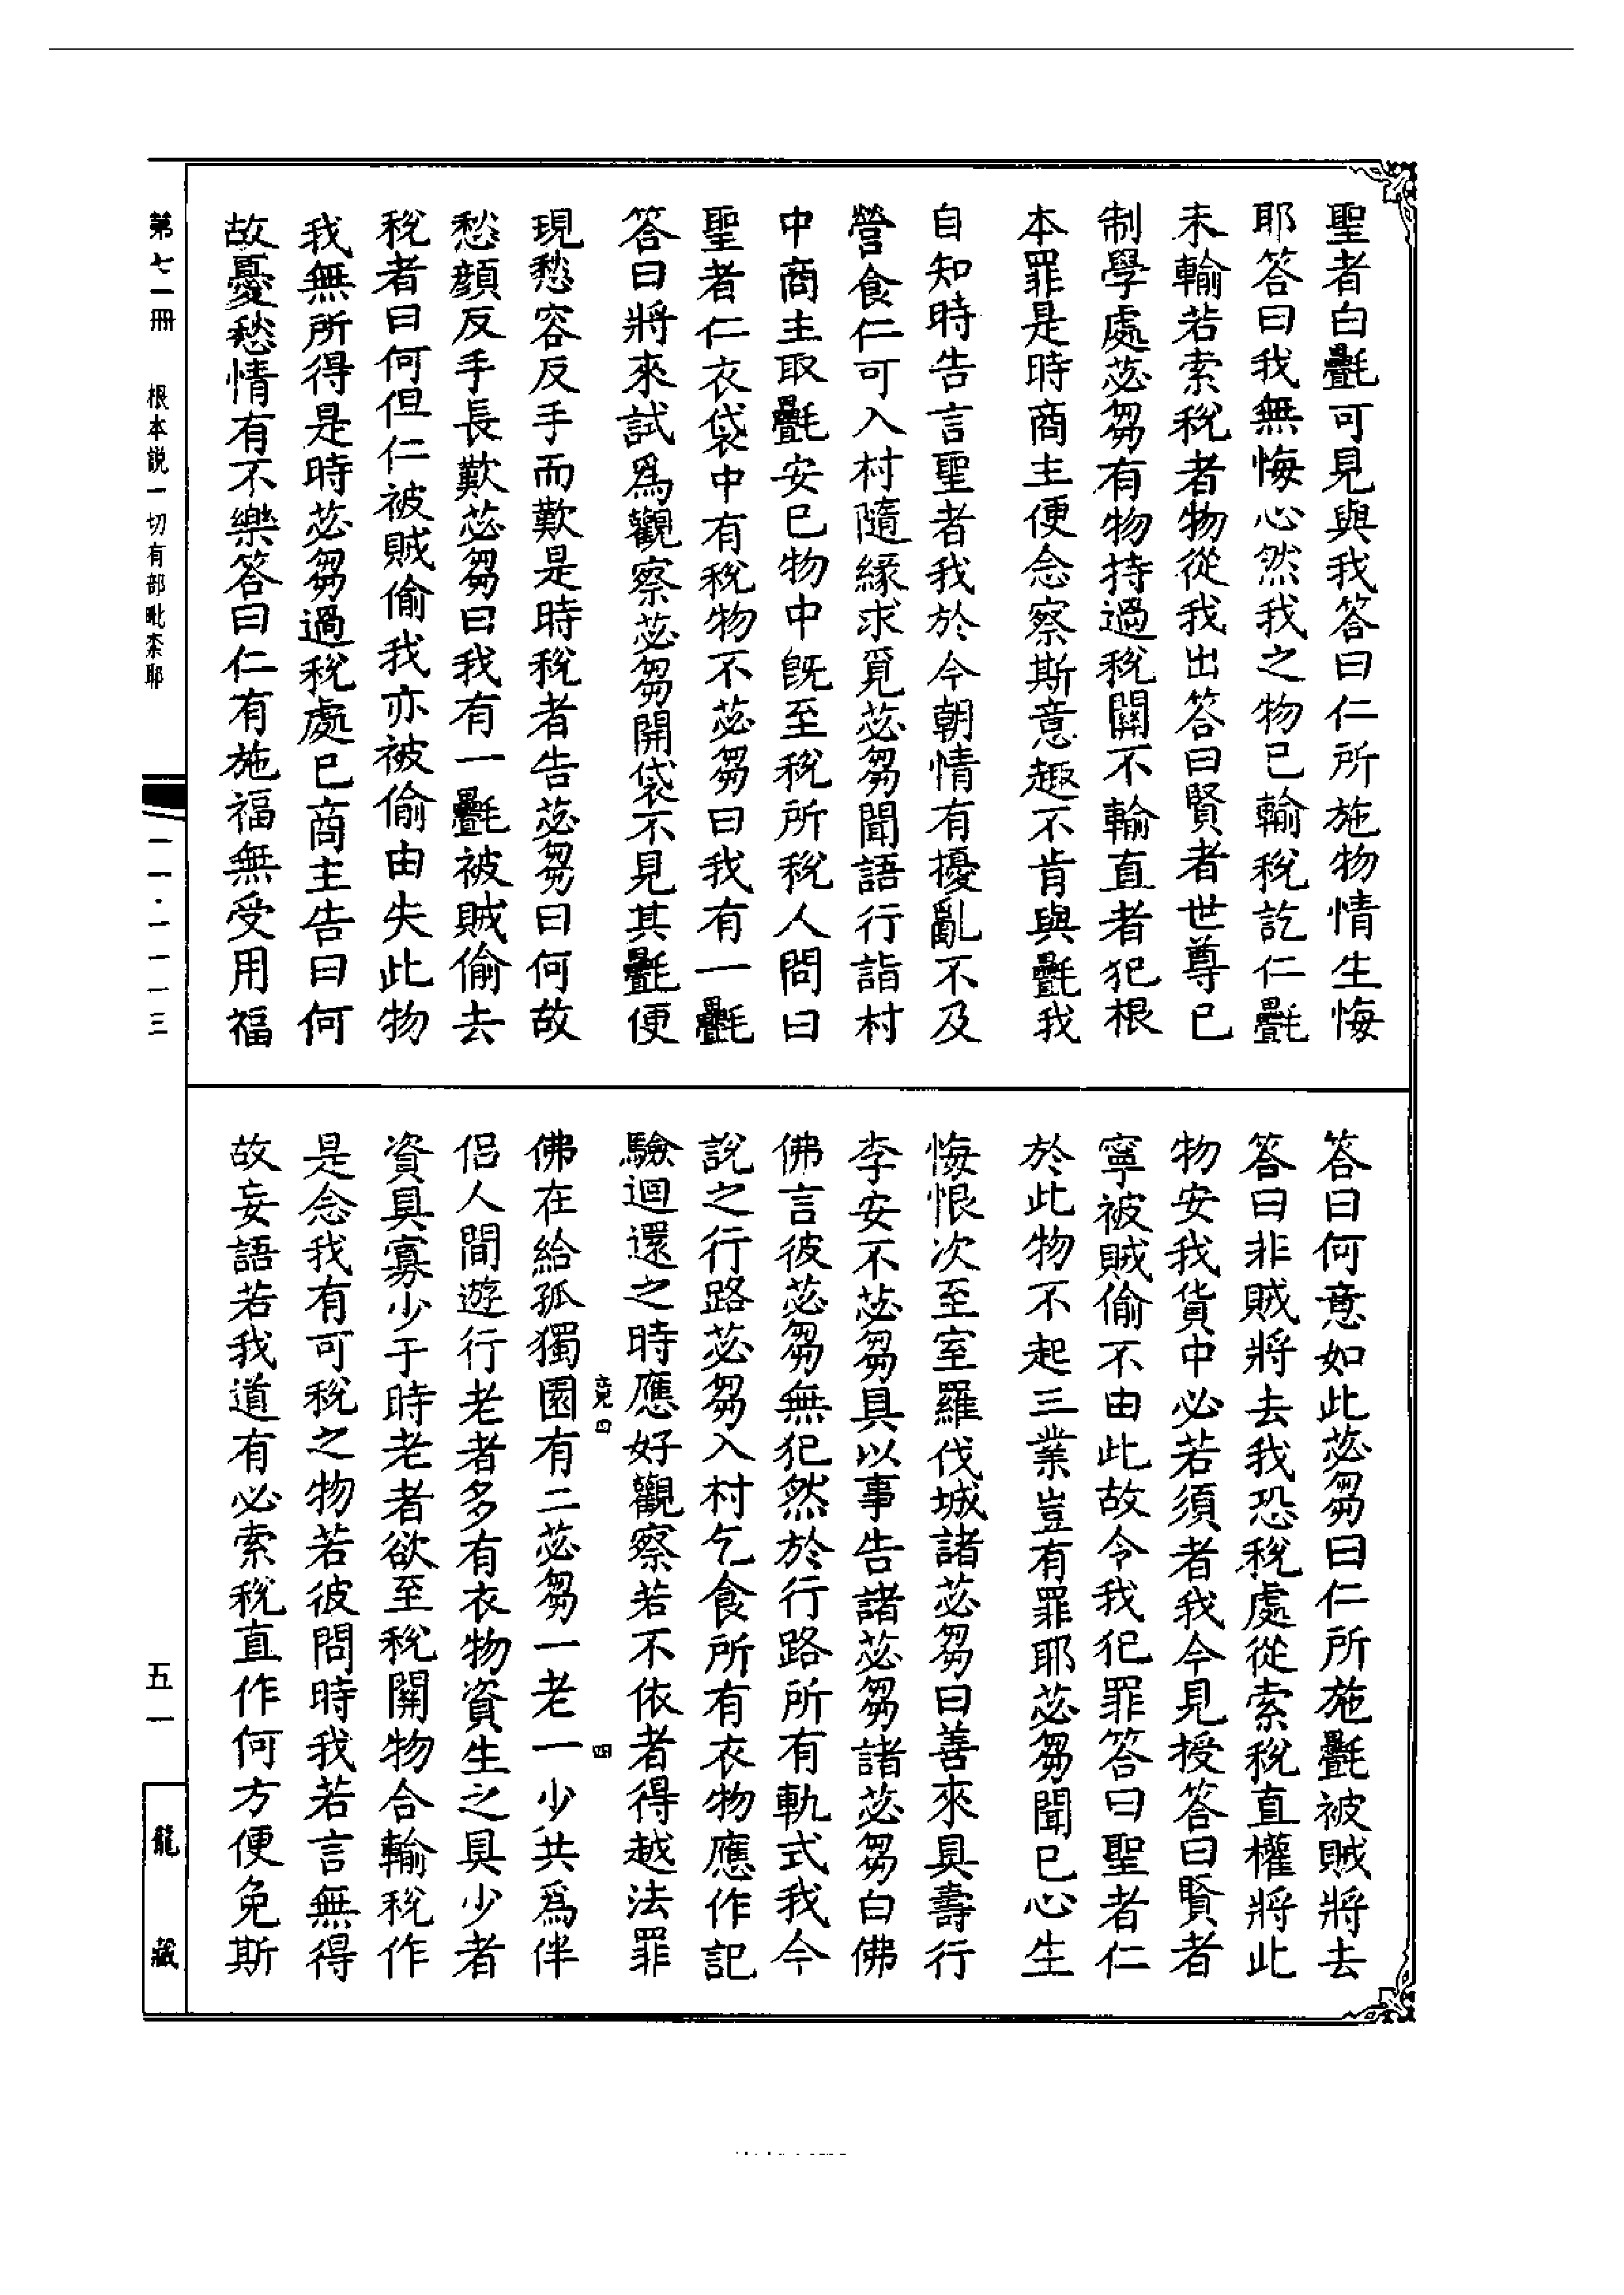 聖者白㲲可見與我答曰仁所施物情生悔
耶答曰我無悔心然我之物已輸稅訖仁㲲
未輸若索稅者物從我出答曰賢者世尊已
制學處苾芻有物持過稅關不輸直者犯根
本罪是時商主便念察斯意趣不肯與㲲我
自知時告言聖者我於今朝情有擾亂不及
營食仁可入村隨緣求覓苾芻聞語行詣村
中商主取㲲安已物中旣至稅所稅人問曰
聖者仁衣袋中有稅物不苾芻曰我有一㲲
答曰將來試爲觀察苾芻開袋不見其㲲便
現愁容反手而歎是時稅者告苾芻曰何故
愁顏反手長歎苾芻曰我有一㲲被賊偷去
稅者曰何但仁被賊偷我亦被偷由失此物
我無所得是時苾芻過稅處已商主告曰何
故憂愁情有不樂答曰仁有施福無受用福
答曰何意如此苾芻曰仁所施㲲被賊將去
答曰非賊將去我恐稅處從索稅直權將此
物安我貨中必若須者我今見授答曰賢者
寧被賊偷不由此故令我犯罪答曰聖者仁
於此物不起三業豈有罪耶苾芻聞已心生
悔恨次至室羅伐城諸苾芻曰善來具壽行
李安不苾芻具以事告諸苾芻諸苾芻白佛
佛言彼苾芻無犯然於行路所有軌式我今
說之行路苾芻入村乞食所有衣物應作記
驗迴還之時應好觀察若不依者得越法罪
竟四
四
佛在給孤獨園有二苾芻一老一少共爲伴
侶人間遊行老者多有衣物資生之具少者
資具寡少于時老者欲至稅關物合輸稅作
是念我有可稅之物若彼問時我若言無得
故妄語若我道有必索稅直作何方便免斯
第七一冊
根本說一切有部毗柰耶
一一·一一一三
五一
龍藏